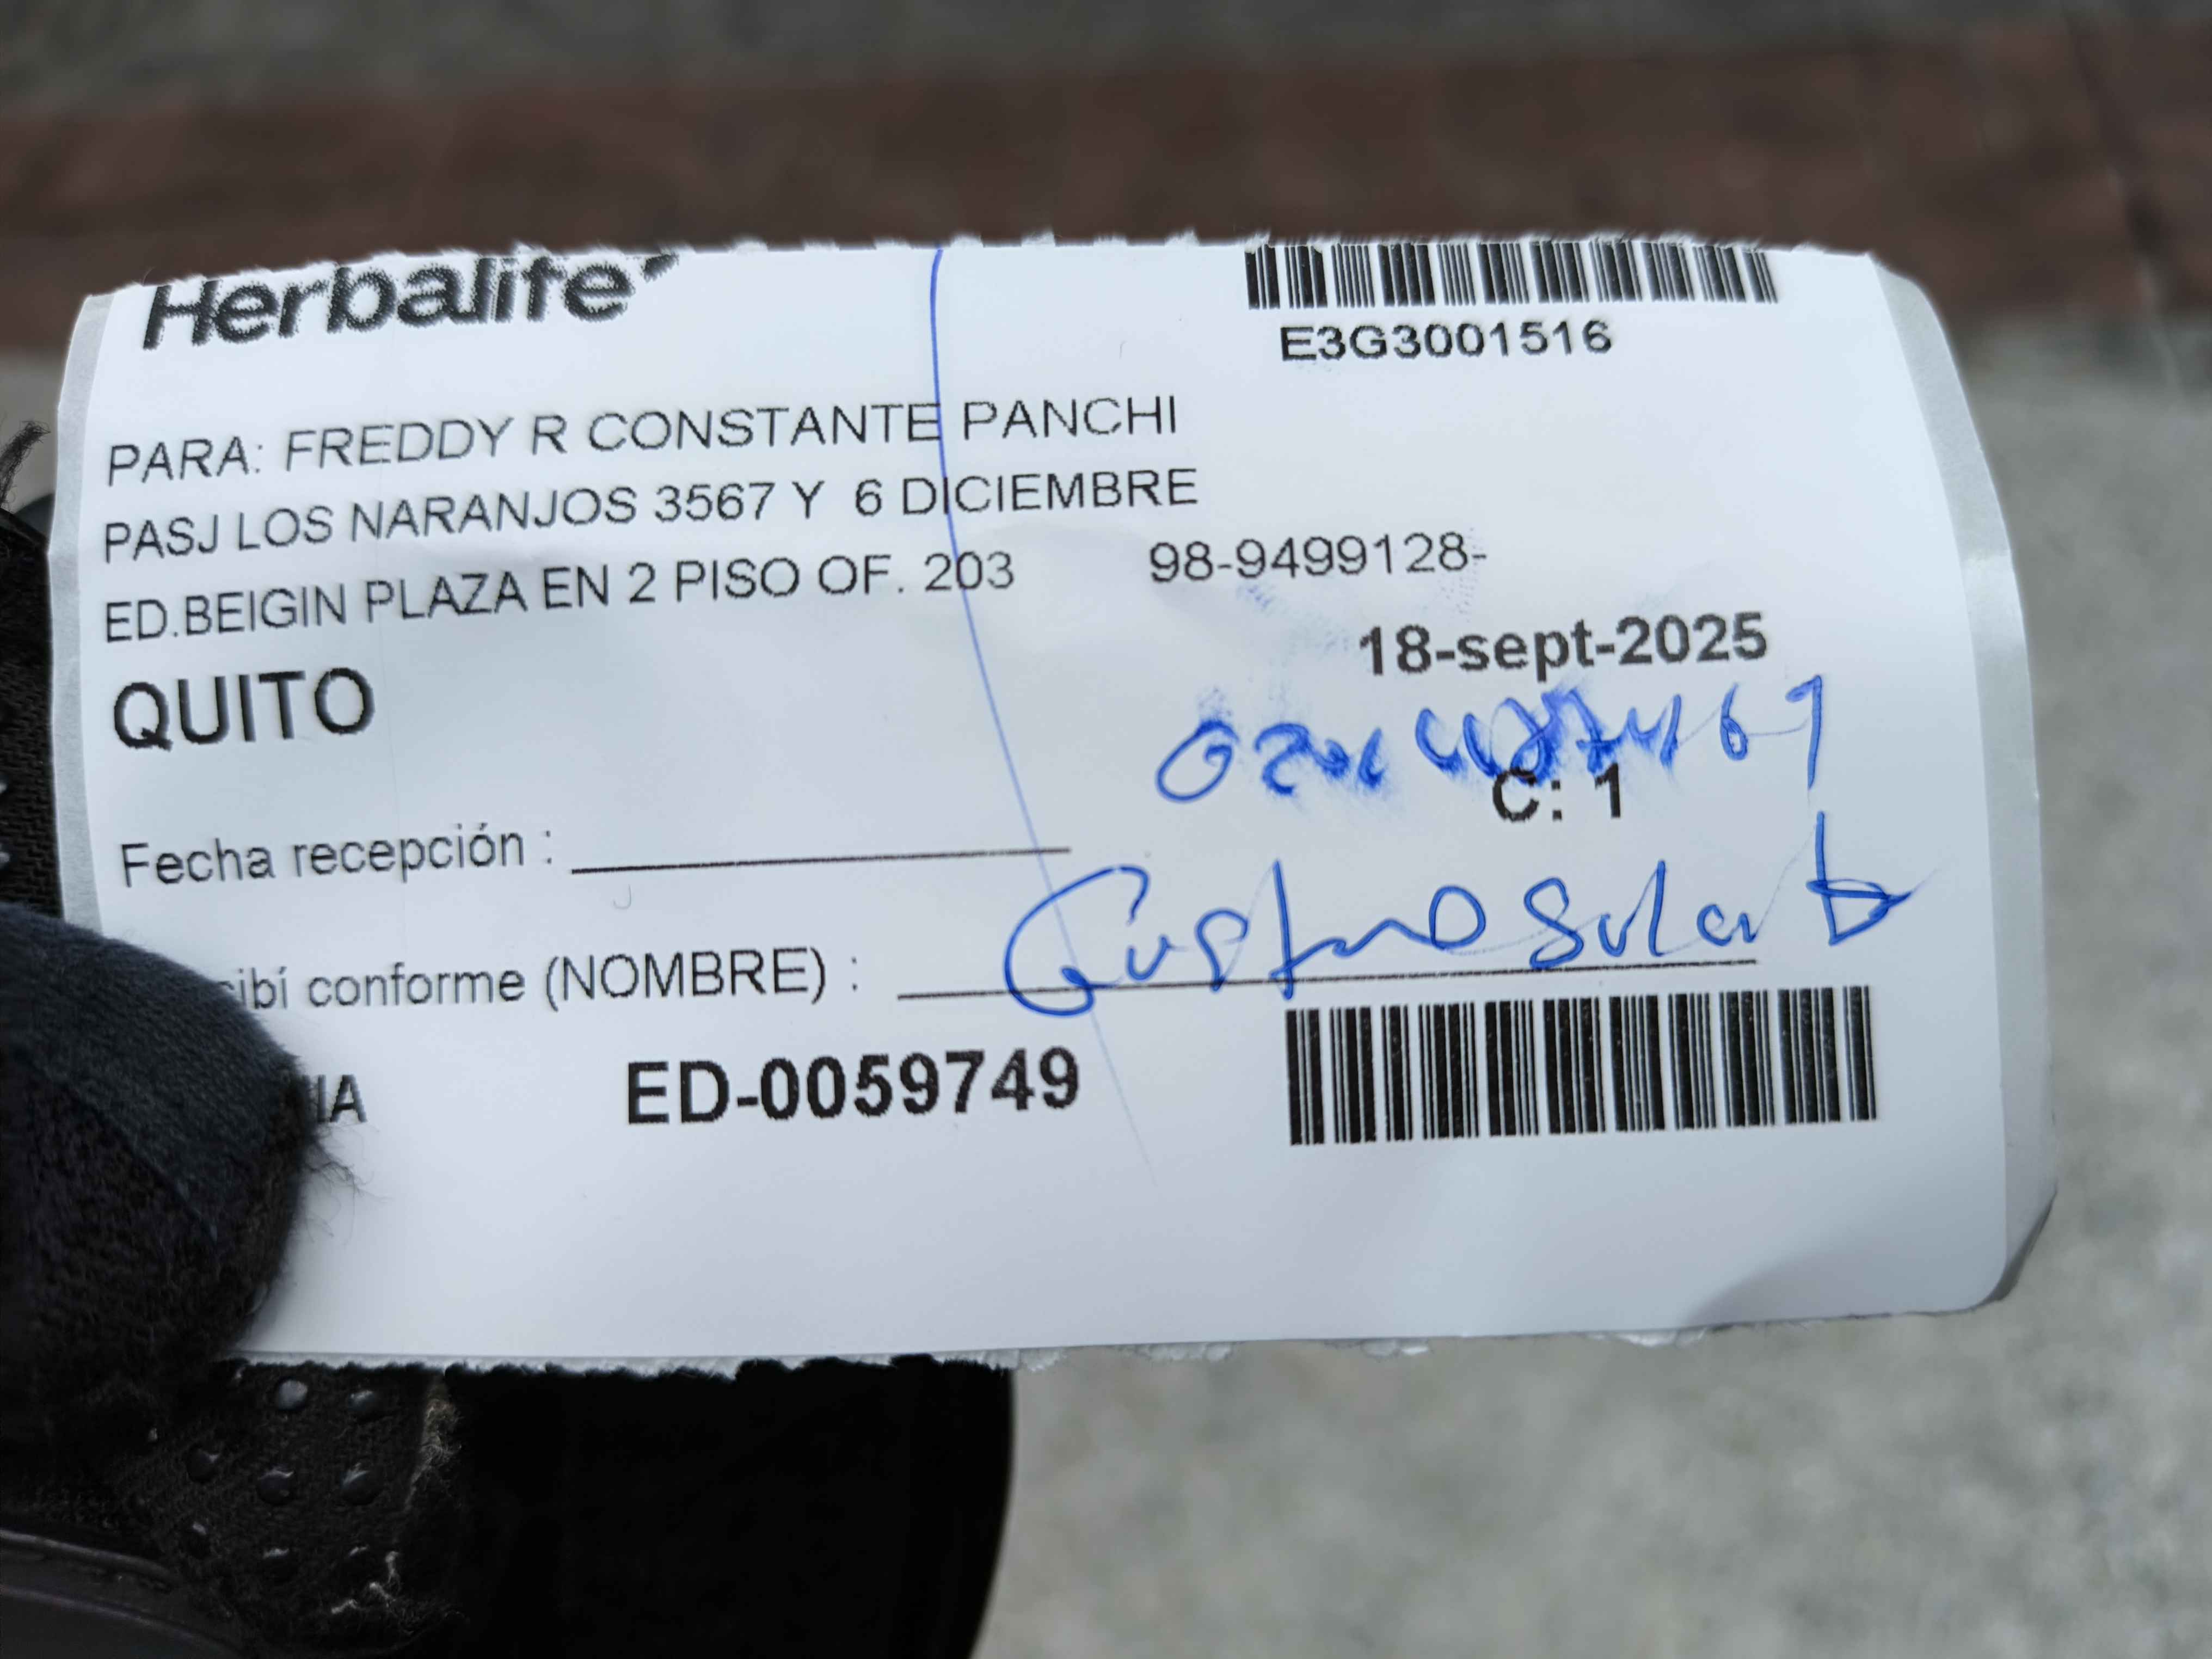 Herbalife
E3G3001516
PARA: FREDDY R CONSTANTE PANCHI
PASJ LOS NARANJOS 3567 Y 6 DICIEMBRE
ED.BEIGIN PLAZA EN 2 PISO OF. 203 98-9499128-
18-sept-2025
QUITO
C: 1
Fecha recepción :
cibí conforme (NOMBRE) :
IA ED-0059749